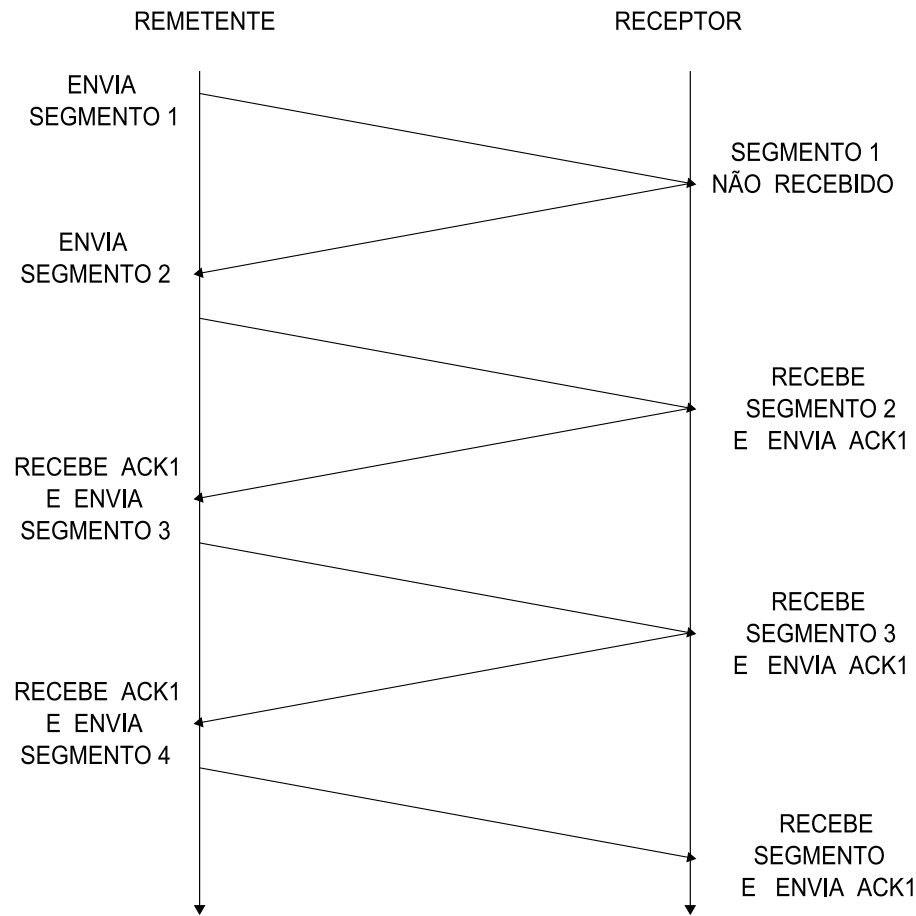 REMETENTE
RECEPTOR
ENVIA
SEGMENTO 1
SEGMENTO 1
NÃO RECEBIDO
ENVIA
SEGMENTO 2
RECEBE
SEGMENTO 2
E ENVIA ACK1
RECEBE ACK1
E ENVIA
SEGMENTO 3
RECEBE
SEGMENTO 3
E ENVIA ACK1
RECEBE ACK1
E ENVIA
SEGMENTO 4
RECEBE
SEGMENTO
E ENVIA ACK1